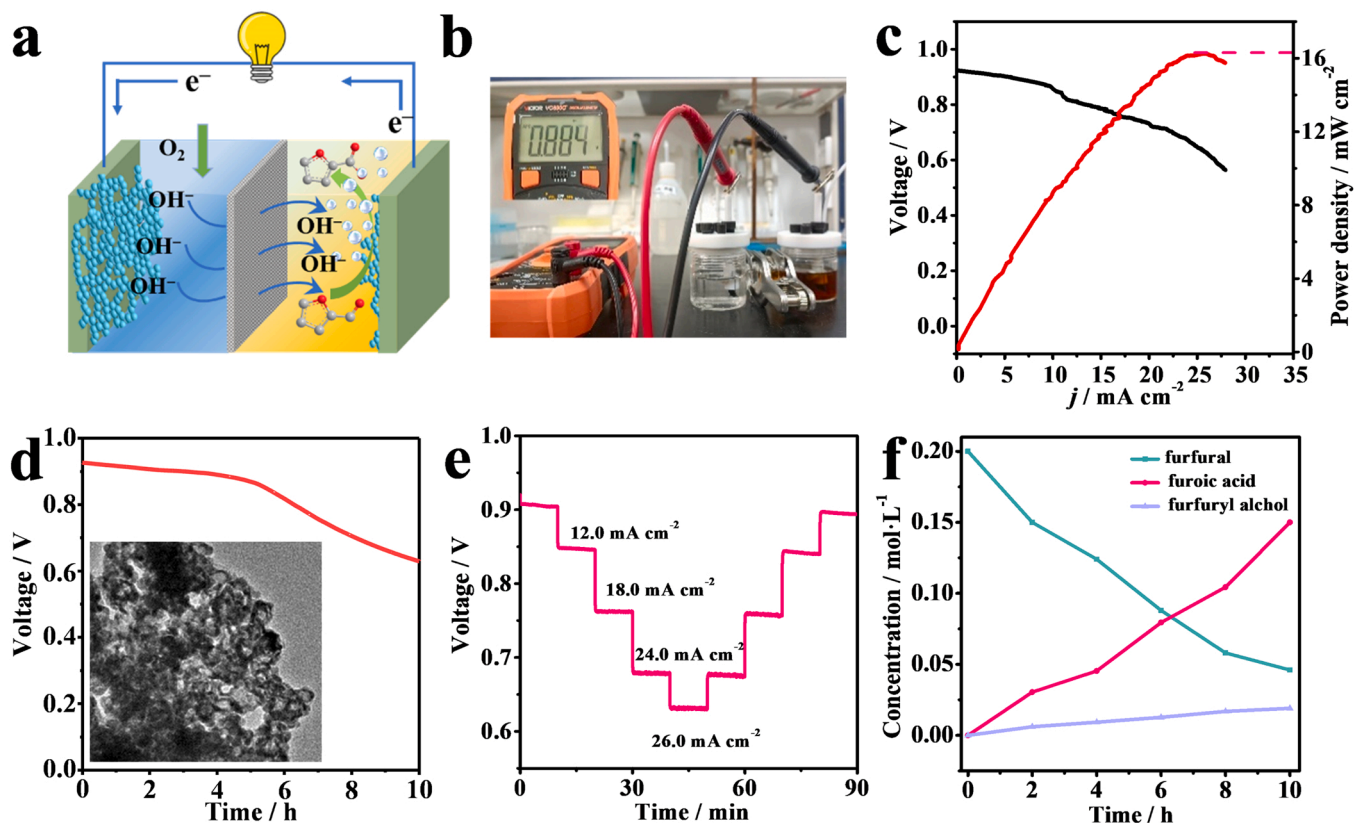 a
e⁻
e⁻
O₂
OH⁻
OH⁻
OH⁻
OH⁻
OH⁻
b
VICTOR VC890D
0.884
c
1.0
0.8
0.6
0.4
0.2
0.0
Voltage / V
16
12
8
4
0
Power density / mW cm⁻²
0 5 10 15 20 25 30 35
j / mA cm⁻²
d
1.0
0.8
0.6
0.4
0.2
0.0
Voltage / V
0 2 4 6 8 10
Time / h
e
1.0
0.9
0.8
0.7
0.6
Voltage / V
12.0 mA cm⁻²
18.0 mA cm⁻²
24.0 mA cm⁻²
26.0 mA cm⁻²
0 30 60 90
Time / min
f
0.20
0.15
0.10
0.05
0.00
Concentration / mol·L⁻¹
furfural
furoic acid
furfuryl alchol
0 2 4 6 8 10
Time / h